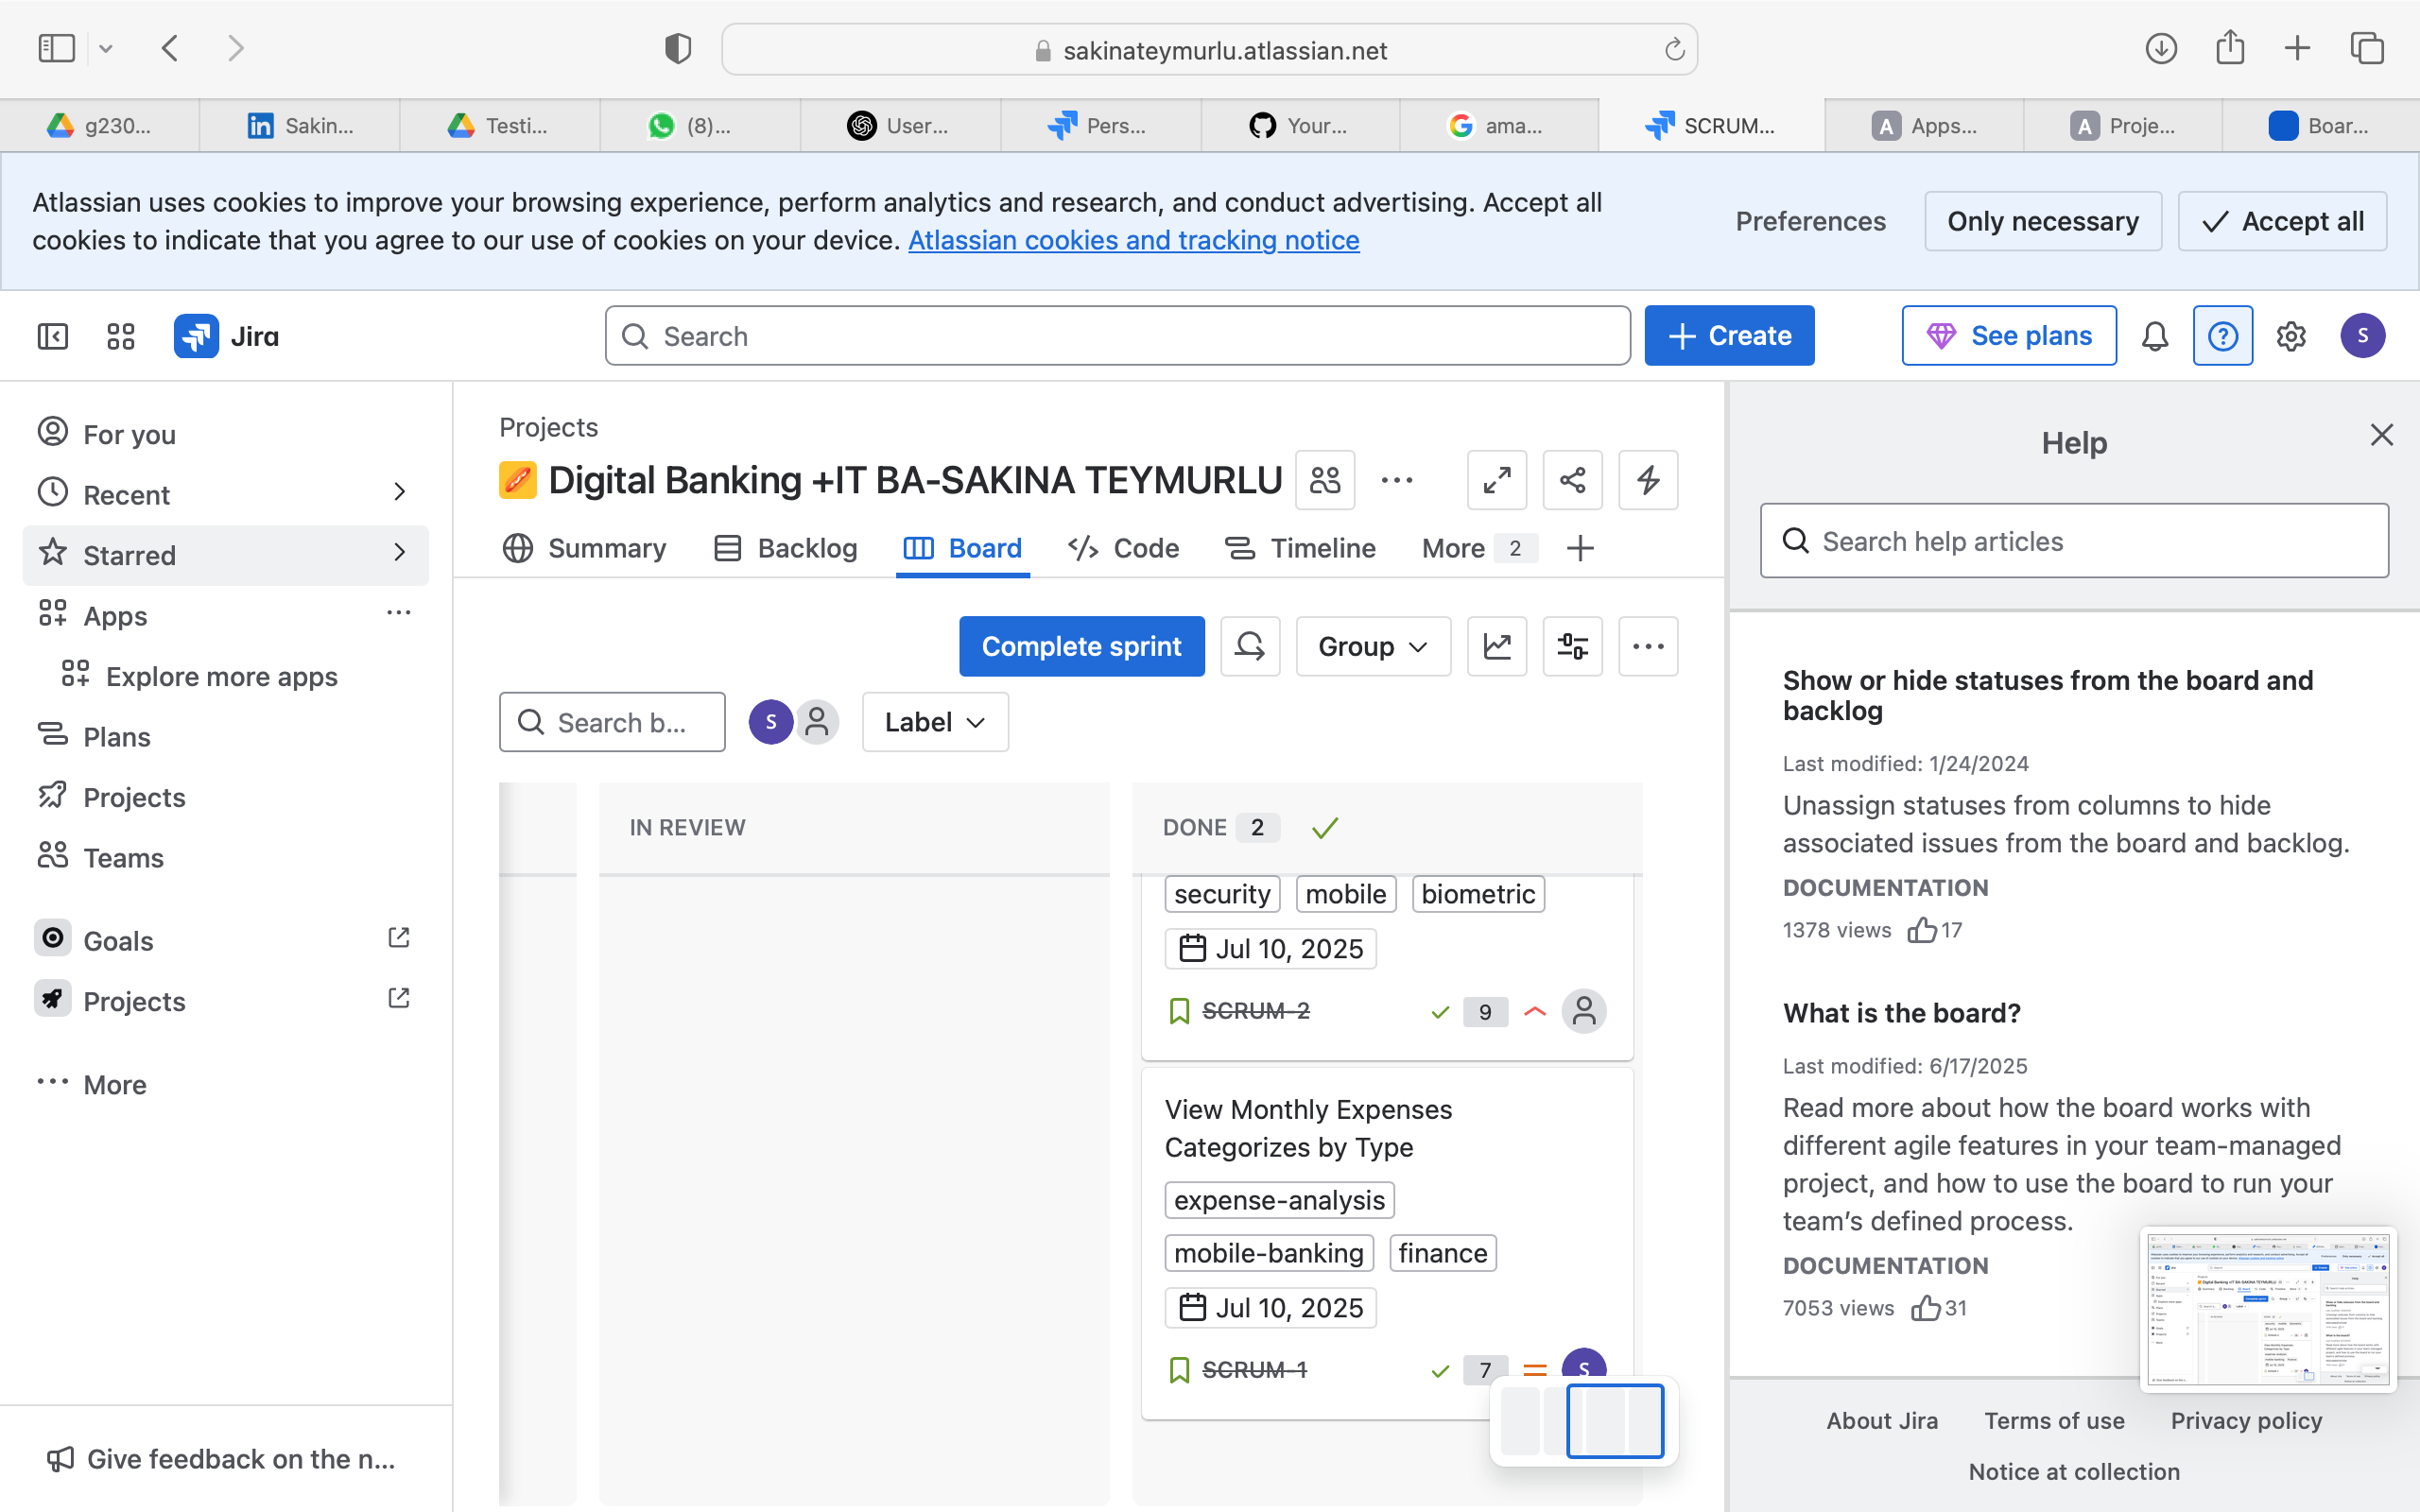 sakinateymurlu.atlassian.net
g230...
Sakin...
Testi...
(8)...
User...
Pers...
Your...
ama...
SCRUM...
A Apps...
A Proje...
Boar...
Atlassian uses cookies to improve your browsing experience, perform analytics and research, and conduct advertising. Accept all
cookies to indicate that you agree to our use of cookies on your device. Atlassian cookies and tracking notice
Preferences
Only necessary
Accept all
Jira
Search
Create
See plans
S
For you
Recent
Starred
Apps
Explore more apps
Plans
Projects
Teams
Goals
Projects
More
Give feedback on the n...
Projects
Digital Banking +IT BA-SAKINA TEYMURLU
Summary
Backlog
Board
Code
Timeline
More 2
Complete sprint
Group
Search b...
S
Label
IN REVIEW
DONE 2
security mobile biometric
Jul 10, 2025
SCRUM-2 9
View Monthly Expenses
Categorizes by Type
expense-analysis
mobile-banking finance
Jul 10, 2025
SCRUM-1 7 S
Help
Search help articles
Show or hide statuses from the board and
backlog
Last modified: 1/24/2024
Unassign statuses from columns to hide
associated issues from the board and backlog.
DOCUMENTATION
1378 views 17
What is the board?
Last modified: 6/17/2025
Read more about how the board works with
different agile features in your team-managed
project, and how to use the board to run your
team's defined process.
DOCUMENTATION
7053 views 31
About Jira Terms of use Privacy policy
Notice at collection